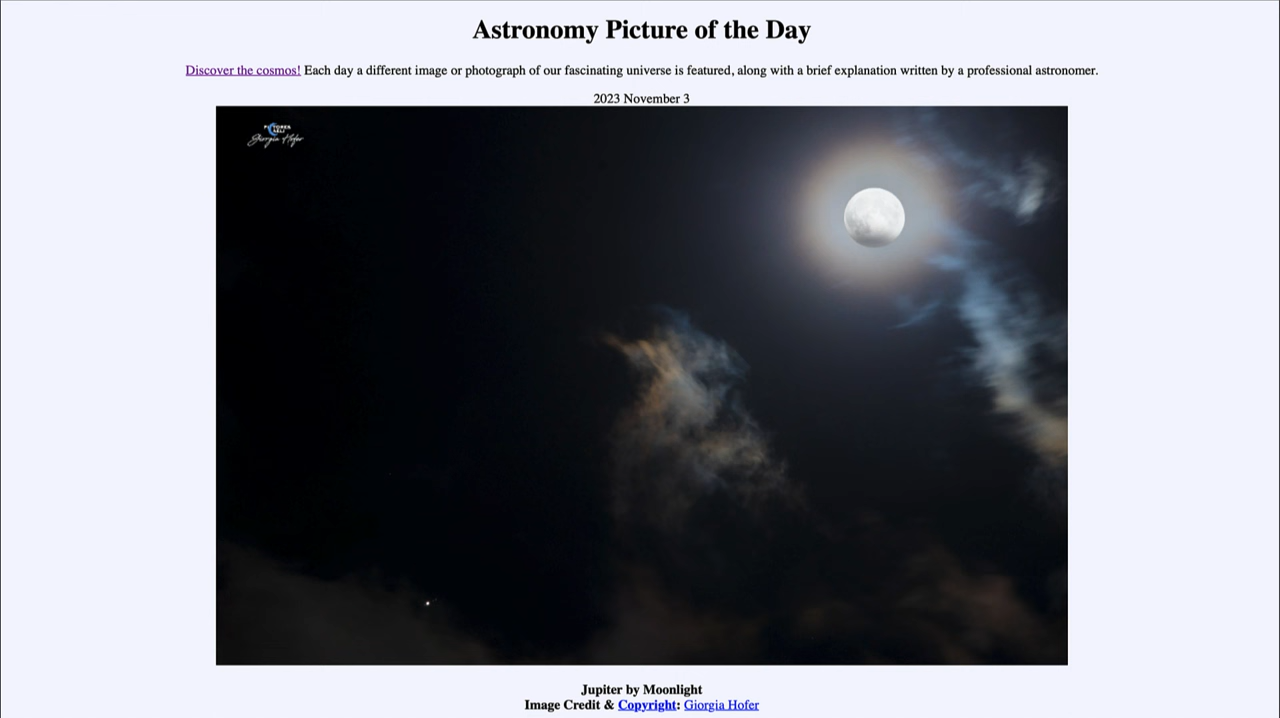 Astronomy Picture of the Day
Discover the cosmos! Each day a different image or photograph of our fascinating universe is featured, along with a brief explanation written by a professional astronomer.
2023 November 3
Giorgia Hofer
Jupiter by Moonlight
Image Credit & Copyright: Giorgia Hofer